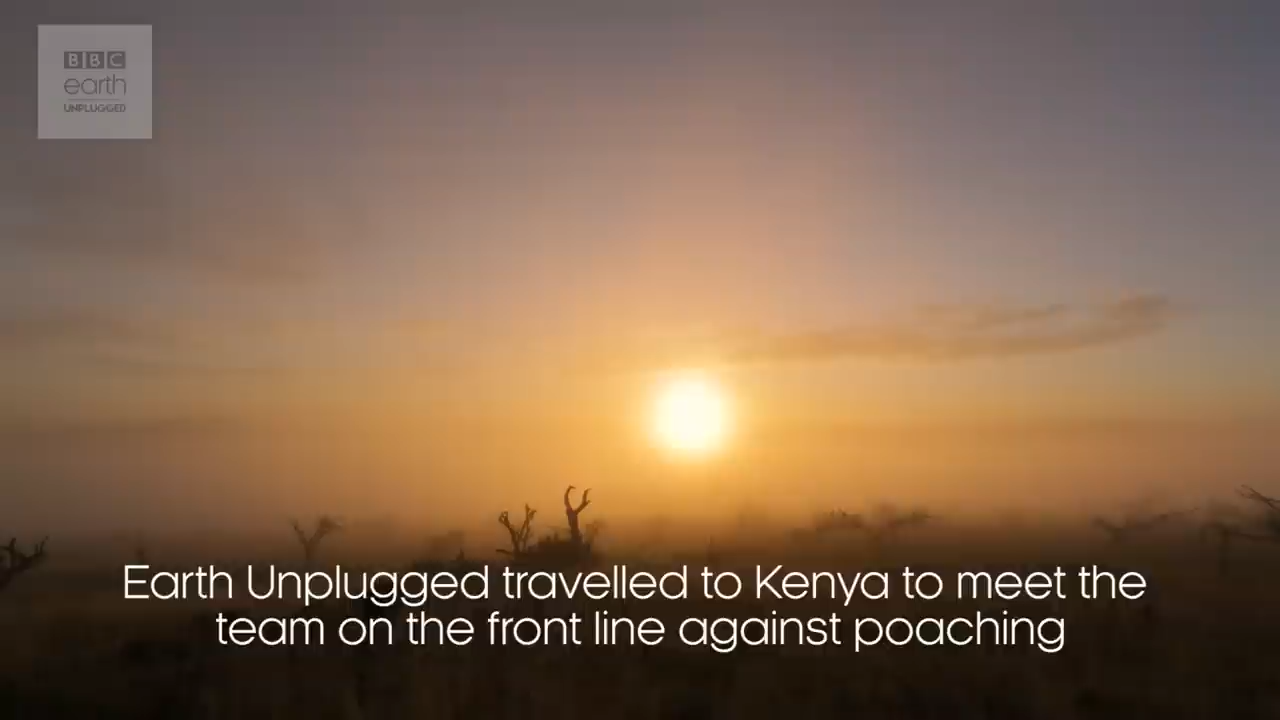 BBC
earth
UNPLUGGED
Earth Unplugged travelled to Kenya to meet the
team on the front line against poaching